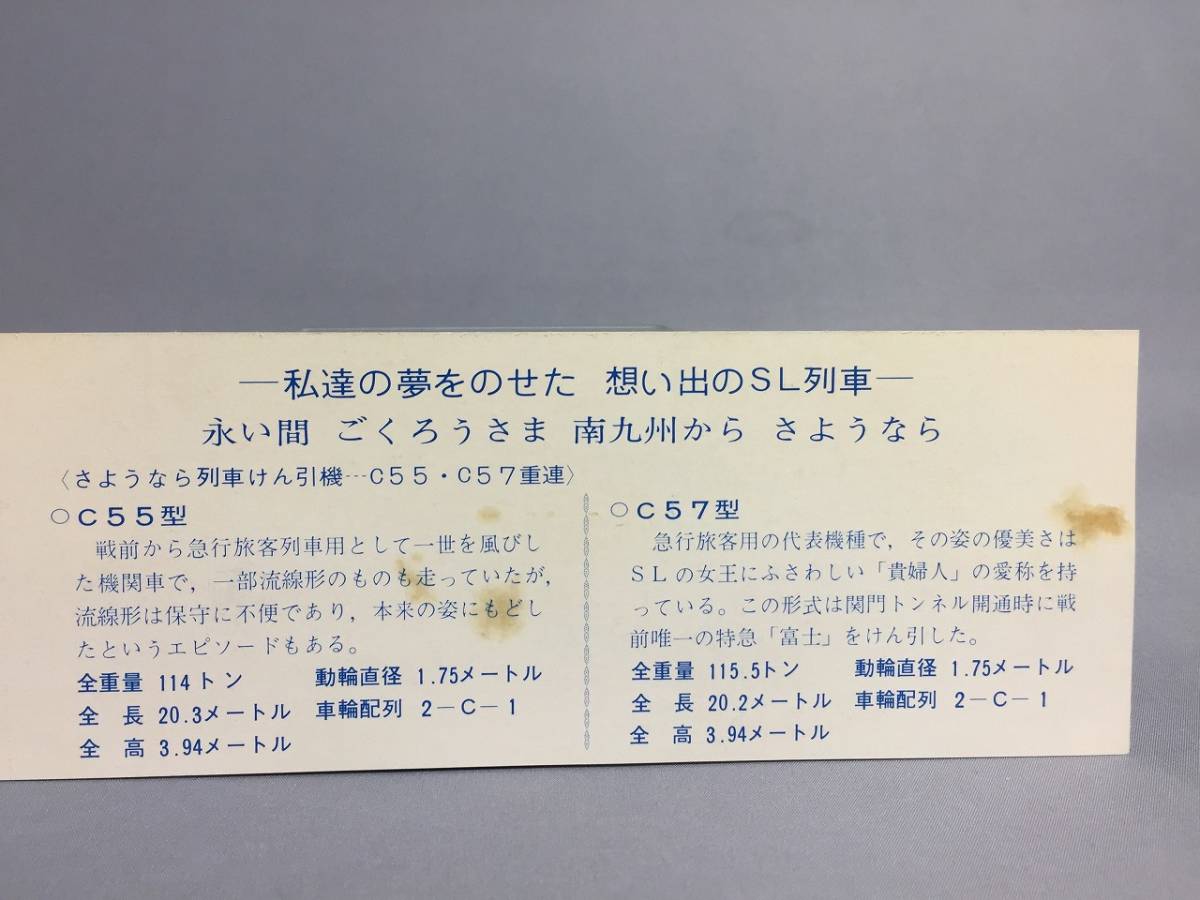 ―私達の夢をのせた 想い出のSL列車―
永い間 ごくろうさま 南九州から さようなら
〈さようなら列車けん引機…C55・C57重連〉
○C55型
戦前から急行旅客列車用として一世を風びし
た機関車で，一部流線形のものも走っていたが，
流線形は保守に不便であり，本来の姿にもどし
たというエピソードもある。
全重量 114トン 動輪直径 1.75メートル
全 長 20.3メートル 車輪配列 2－C－1
全 高 3.94メートル
○C57型
急行旅客用の代表機種で，その姿の優美さは
SLの女王にふさわしい「貴婦人」の愛称を持
っている。この形式は関門トンネル開通時に戦
前唯一の特急「富士」をけん引した。
全重量 115.5トン 動輪直径 1.75メートル
全 長 20.2メートル 車輪配列 2－C－1
全 高 3.94メートル